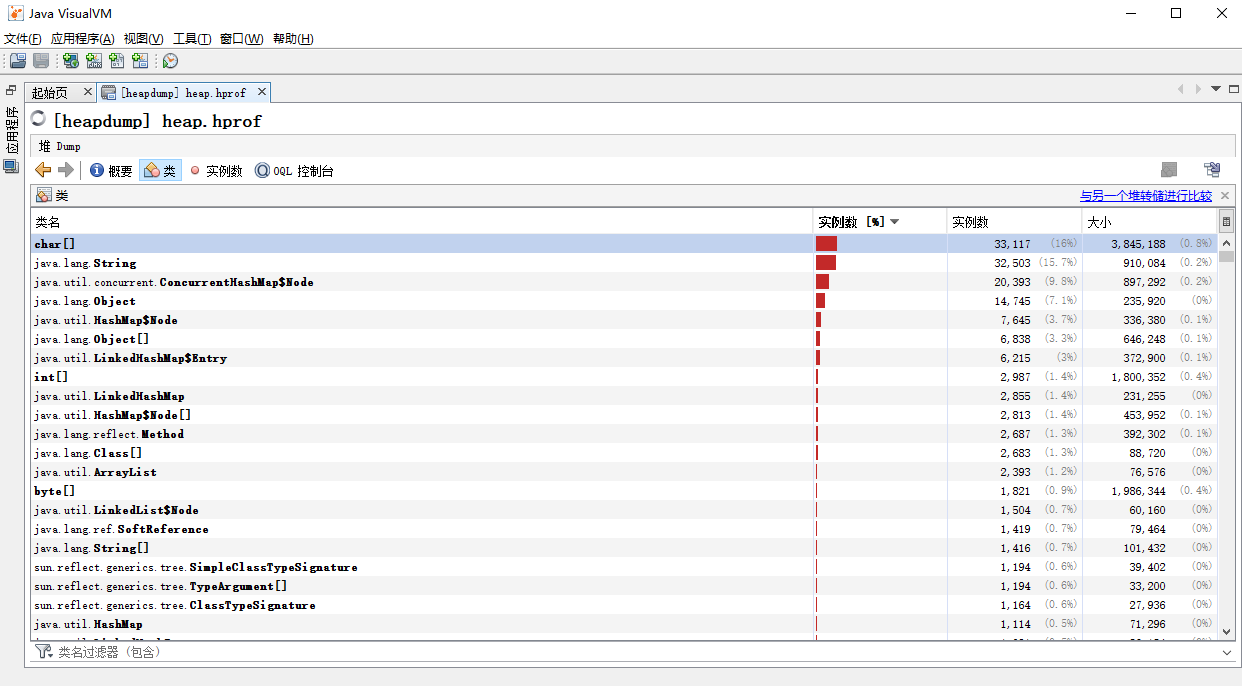 Java VisualVM
文件(F) 应用程序(A) 视图(V) 工具(T) 窗口(W) 帮助(H)
应用程序
起始页 [heapdump] heap.hprof
[heapdump] heap.hprof
堆 Dump
概要 类 实例数 OQL 控制台
类 与另一个堆转储进行比较
类名 实例数 [%] 实例数 大小
char[] 33,117 (16%) 3,845,188 (0.8%)
java.lang.String 32,503 (15.7%) 910,084 (0.2%)
java.util.concurrent.ConcurrentHashMap$Node 20,393 (9.8%) 897,292 (0.2%)
java.lang.Object 14,745 (7.1%) 235,920 (0%)
java.util.HashMap$Node 7,645 (3.7%) 336,380 (0.1%)
java.lang.Object[] 6,838 (3.3%) 646,248 (0.1%)
java.util.LinkedHashMap$Entry 6,215 (3%) 372,900 (0.1%)
int[] 2,987 (1.4%) 1,800,352 (0.4%)
java.util.LinkedHashMap 2,855 (1.4%) 231,255 (0%)
java.util.HashMap$Node[] 2,813 (1.4%) 453,952 (0.1%)
java.lang.reflect.Method 2,687 (1.3%) 392,302 (0.1%)
java.lang.Class[] 2,683 (1.3%) 88,720 (0%)
java.util.ArrayList 2,393 (1.2%) 76,576 (0%)
byte[] 1,821 (0.9%) 1,986,344 (0.4%)
java.util.LinkedList$Node 1,504 (0.7%) 60,160 (0%)
java.lang.ref.SoftReference 1,419 (0.7%) 79,464 (0%)
java.lang.String[] 1,416 (0.7%) 101,432 (0%)
sun.reflect.generics.tree.SimpleClassTypeSignature 1,194 (0.6%) 39,402 (0%)
sun.reflect.generics.tree.TypeArgument[] 1,194 (0.6%) 33,200 (0%)
sun.reflect.generics.tree.ClassTypeSignature 1,164 (0.6%) 27,936 (0%)
java.util.HashMap 1,114 (0.5%) 71,296 (0%)
类名过滤器 (包含)